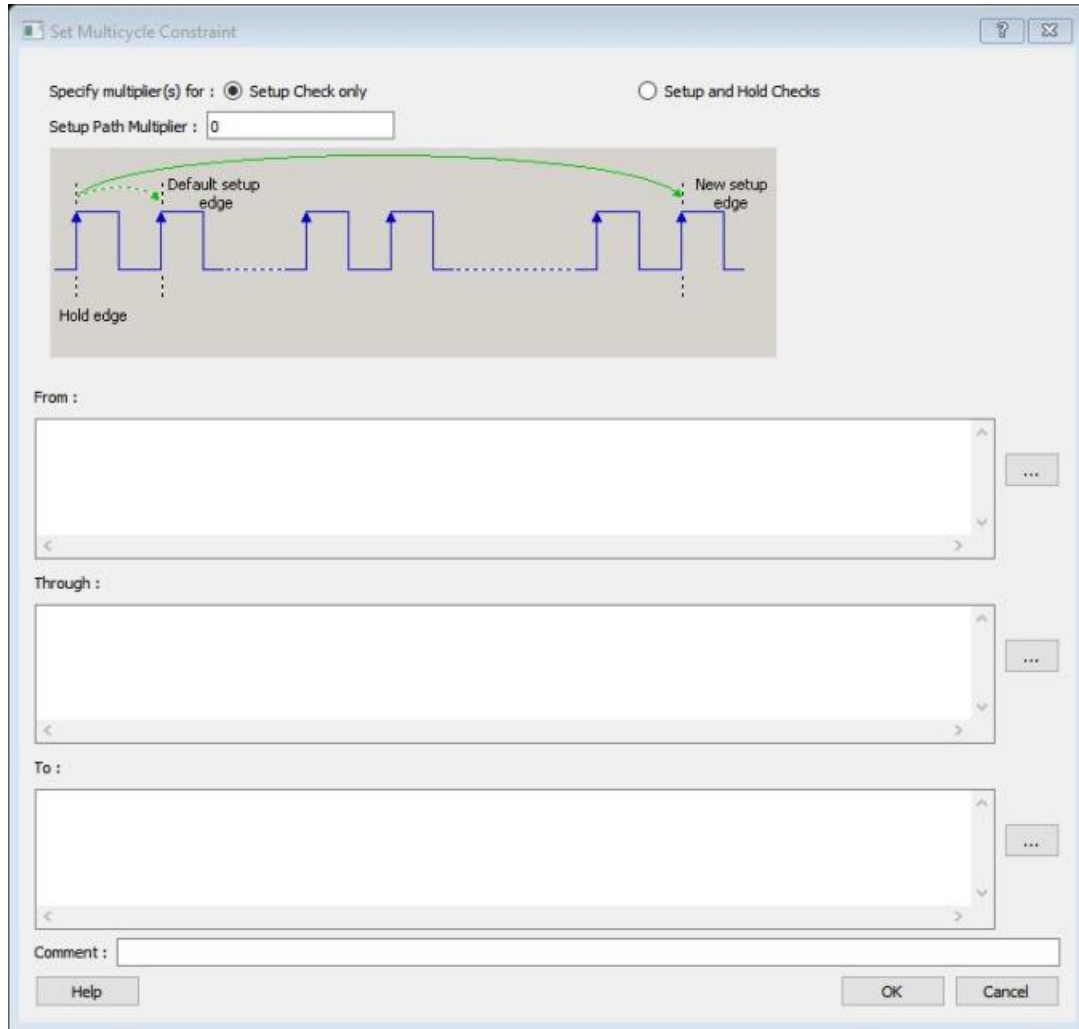 Set Multicycle Constraint
Specify multiplier(s) for : Setup Check only Setup and Hold Checks
Setup Path Multiplier : 0
Default setup
edge
New setup
edge
Hold edge
From :
...
Through :
...
To :
...
Comment :
Help OK Cancel